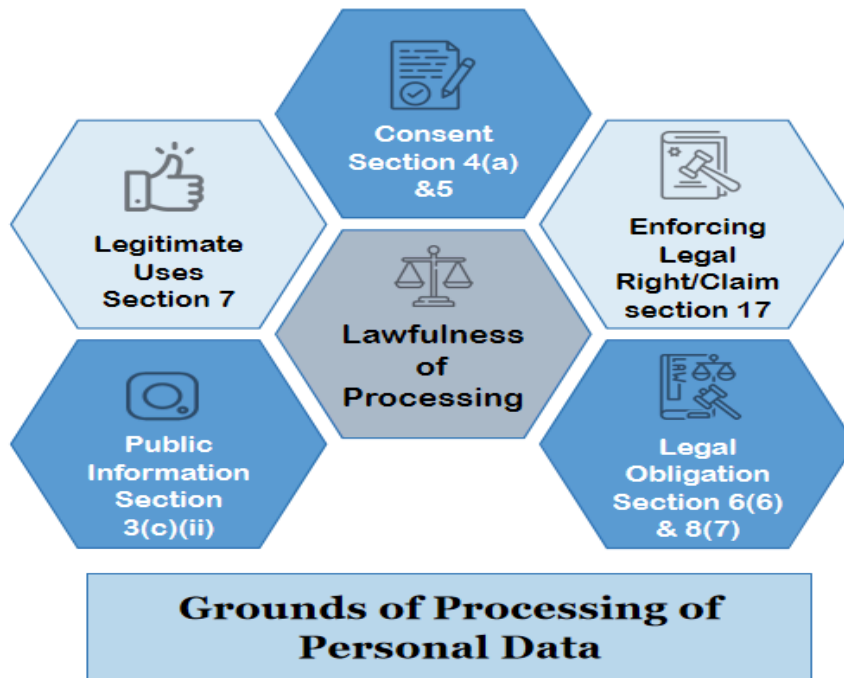 Consent
Section 4(a)
&5
Legitimate
Uses
Section 7
Enforcing
Legal
Right/Claim
section 17
Lawfulness
of
Processing
Public
Information
Section
3(c)(ii)
LAW
Legal
Obligation
Section 6(6)
& 8(7)
Grounds of Processing of
Personal Data